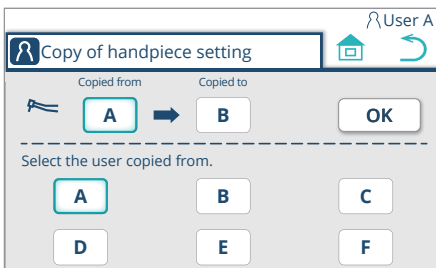 User A
Copy of handpiece setting
Copied from Copied to
A B OK
Select the user copied from.
A B C
D E F